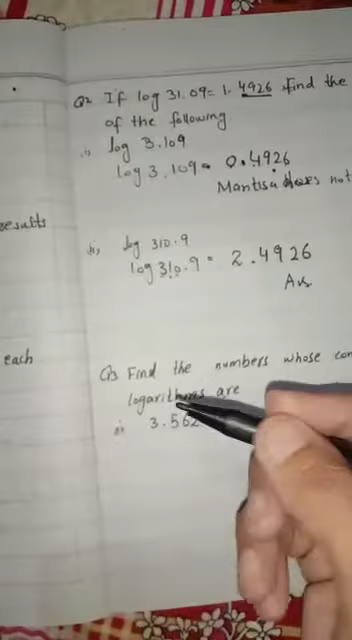 results
each
Q2 If log 31.09 = 1.4926 Find the
of the following
i) log 3.109
log 3.109 = 0.4926
Mantisa does not
ii) log 310.9
log 310.9 = 2.4926
Ans
Q3 Find the numbers whose com
logarithms are
i) 3.562